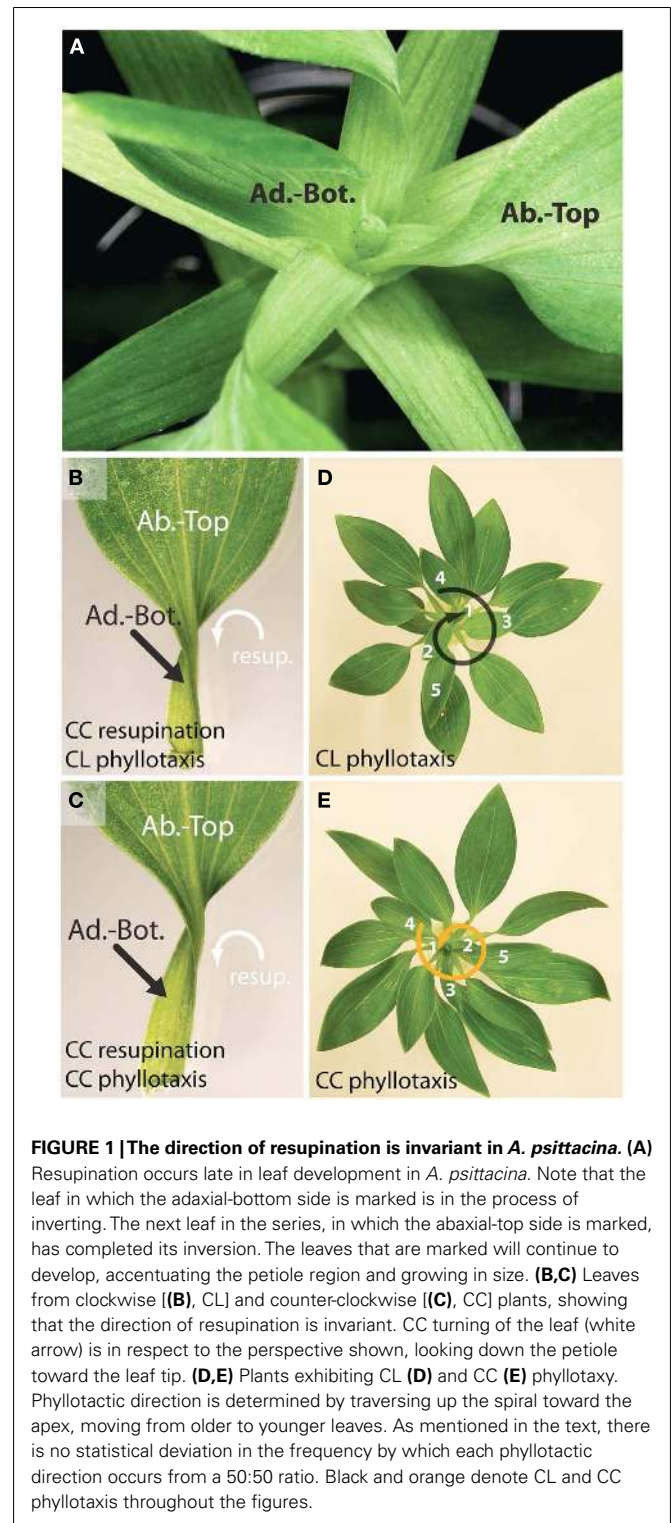 A
Ad.-Bot.
Ab.-Top
B
Ab.-Top
Ad.-Bot.
resup.
CC resupination
CL phyllotaxis
D
4
1
3
2
5
CL phyllotaxis
C
Ab.-Top
Ad.-Bot.
resup.
CC resupination
CC phyllotaxis
E
4
1
2
5
3
CC phyllotaxis
FIGURE 1 | The direction of resupination is invariant in A. psittacina. (A)
Resupination occurs late in leaf development in A. psittacina. Note that the
leaf in which the adaxial-bottom side is marked is in the process of
inverting. The next leaf in the series, in which the abaxial-top side is marked,
has completed its inversion. The leaves that are marked will continue to
develop, accentuating the petiole region and growing in size. (B,C) Leaves
from clockwise [(B), CL] and counter-clockwise [(C), CC] plants, showing
that the direction of resupination is invariant. CC turning of the leaf (white
arrow) is in respect to the perspective shown, looking down the petiole
toward the leaf tip. (D,E) Plants exhibiting CL (D) and CC (E) phyllotaxy.
Phyllotactic direction is determined by traversing up the spiral toward the
apex, moving from older to younger leaves. As mentioned in the text, there
is no statistical deviation in the frequency by which each phyllotactic
direction occurs from a 50:50 ratio. Black and orange denote CL and CC
phyllotaxis throughout the figures.